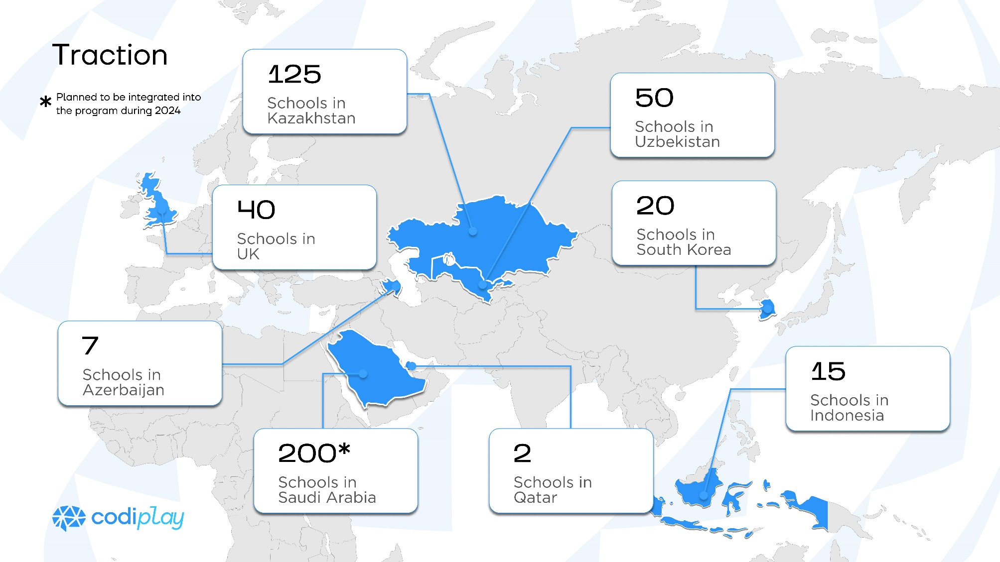 Traction
* Planned to be integrated into
the program during 2024
125
Schools in
Kazakhstan
50
Schools in
Uzbekistan
40
Schools in
UK
20
Schools in
South Korea
7
Schools in
Azerbaijan
15
Schools in
Indonesia
200*
Schools in
Saudi Arabia
2
Schools in
Qatar
codiplay